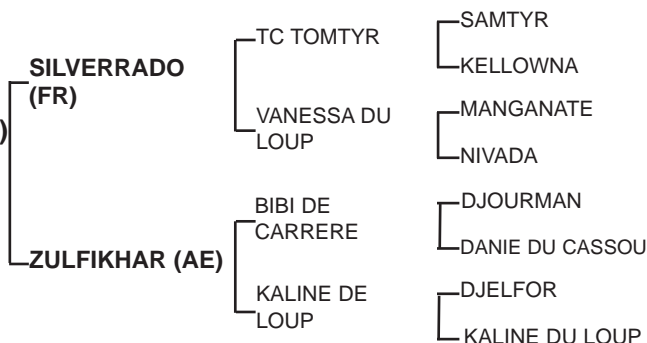 )
SILVERRADO
(FR)
ZULFIKHAR (AE)
TC TOMTYR
VANESSA DU
LOUP
BIBI DE
CARRERE
KALINE DE
LOUP
SAMTYR
KELLOWNA
MANGANATE
NIVADA
DJOURMAN
DANIE DU CASSOU
DJELFOR
KALINE DU LOUP